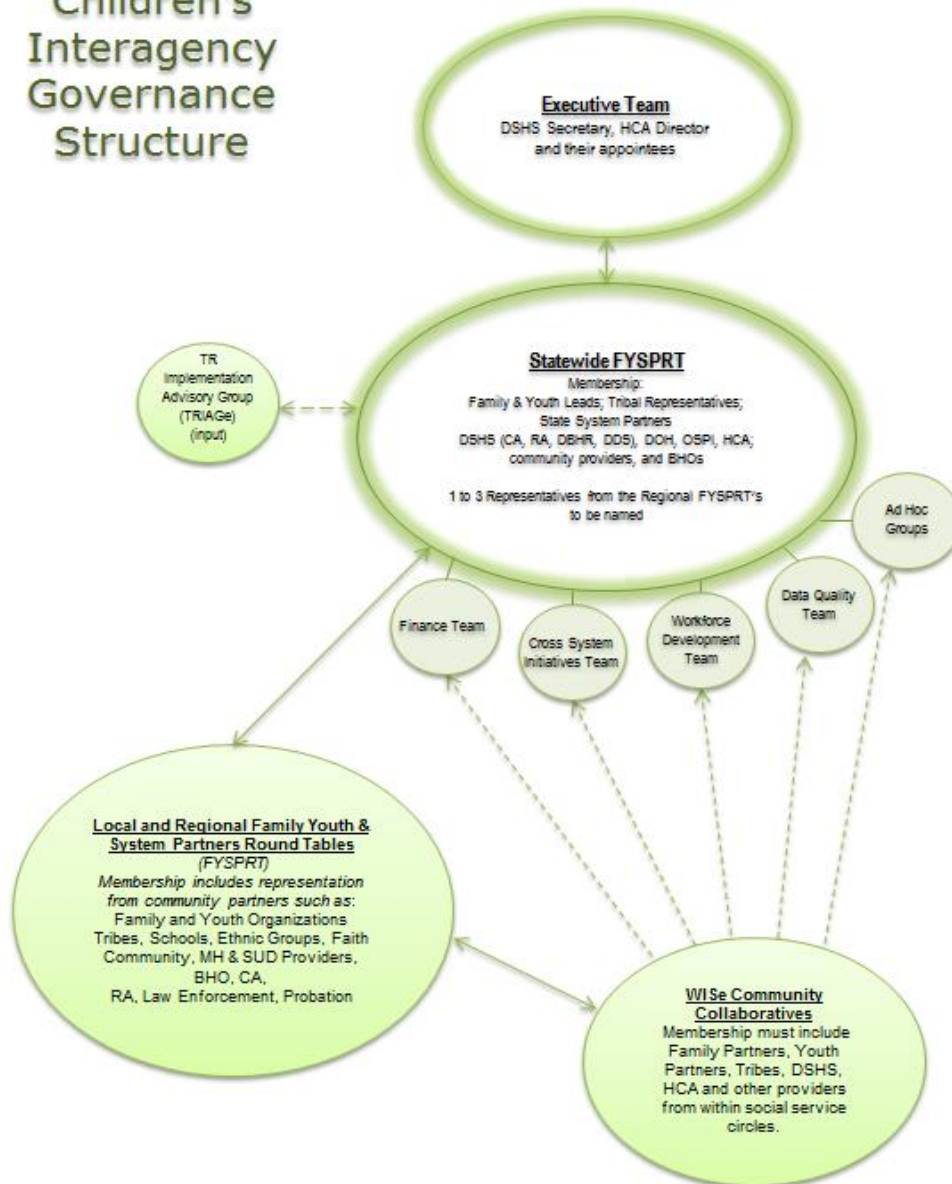 Children's
Interagency
Governance
Structure
Executive Team
DSHS Secretary, HCA Director
and their appointees
Statewide FYSPRT
Membership:
Family & Youth Leads; Tribal Representatives;
State System Partners
DSHS (CA, RA, DBHR, DDS), DOH, OSPI, HCA;
community providers, and BHOs
1 to 3 Representatives from the Regional FYSPRT's
to be named
TR
Implementation
Advisory Group
(TRIAGe)
(input)
Ad Hoc
Groups
Data Quality
Team
Workforce
Development
Team
Cross System
Initiatives Team
Finance Team
Local and Regional Family Youth &
System Partners Round Tables
(FYSPRT)
Membership includes representation
from community partners such as:
Family and Youth Organizations
Tribes, Schools, Ethnic Groups, Faith
Community, MH & SUD Providers,
BHO, CA,
RA, Law Enforcement, Probation
WISe Community
Collaboratives
Membership must include
Family Partners, Youth
Partners, Tribes, DSHS,
HCA and other providers
from within social service
circles.